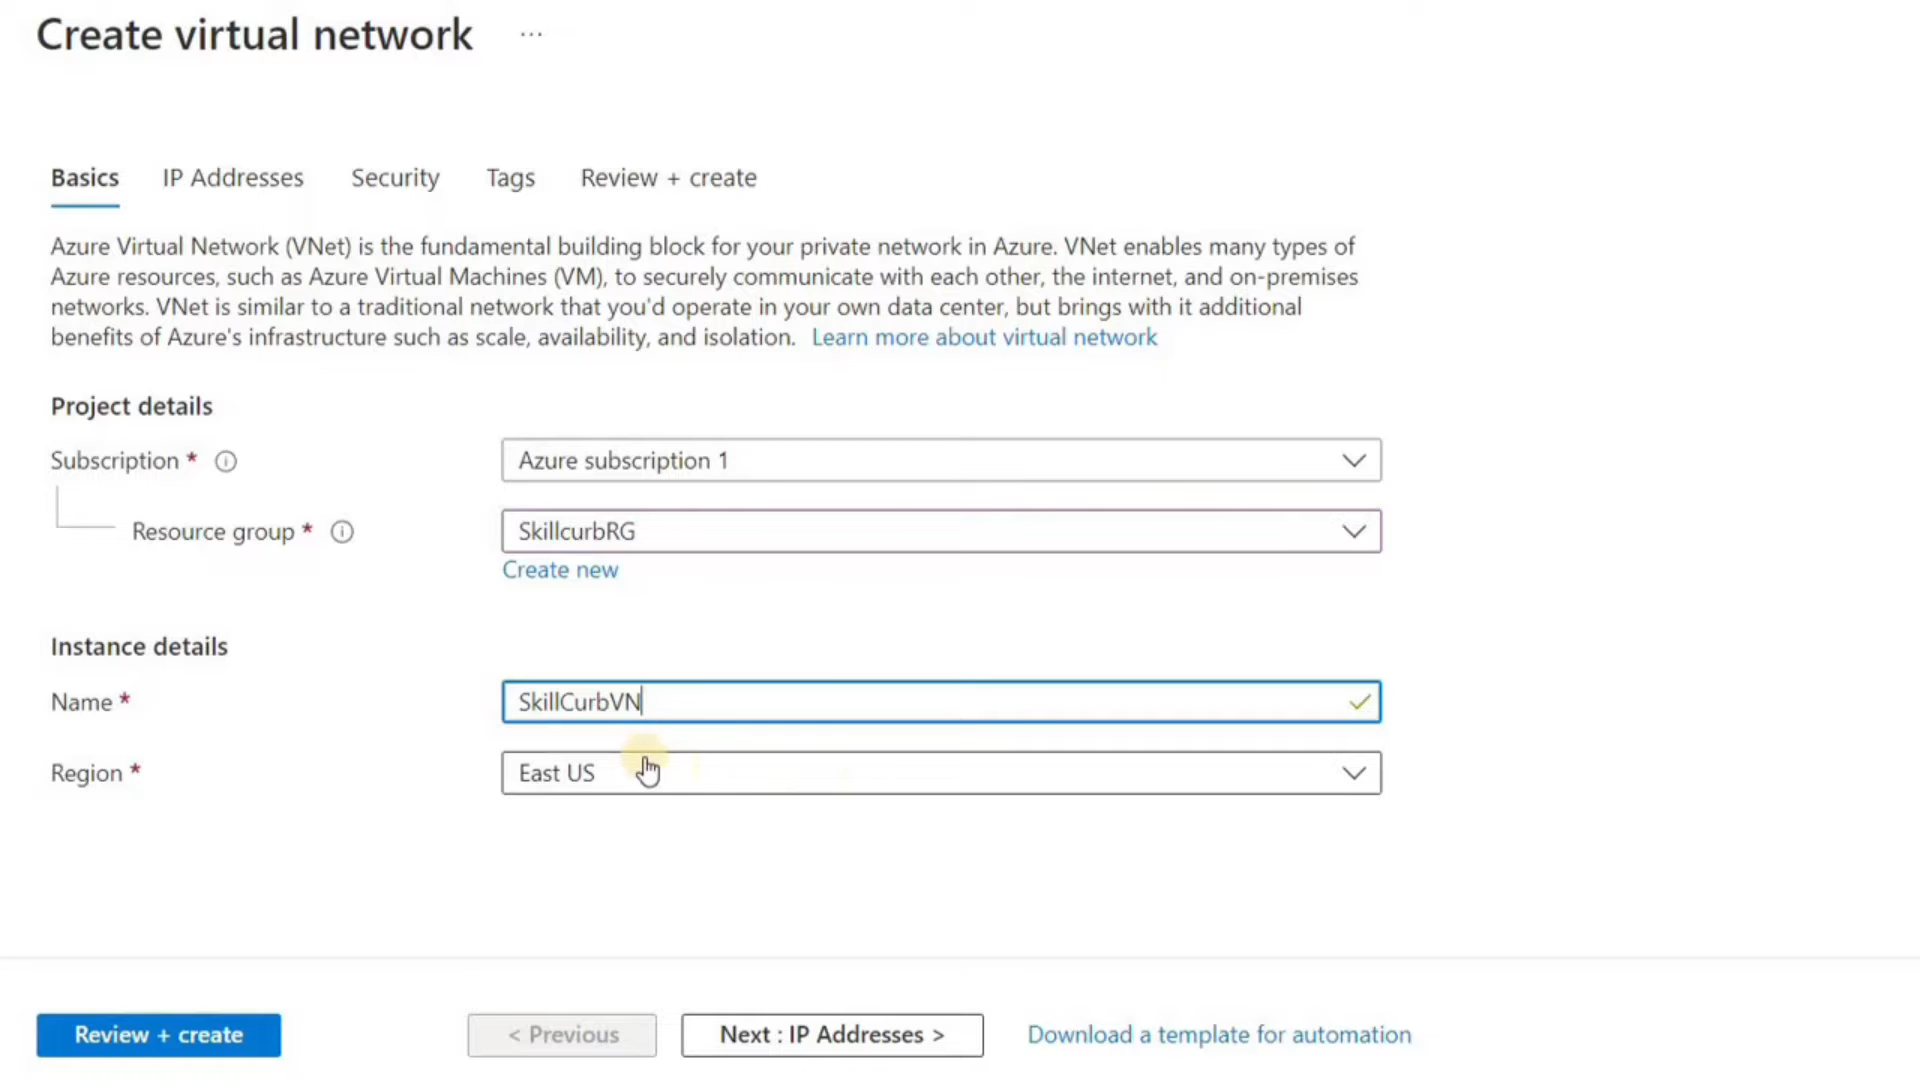 Create virtual network ...
Basics IP Addresses Security Tags Review + create
Azure Virtual Network (VNet) is the fundamental building block for your private network in Azure. VNet enables many types of
Azure resources, such as Azure Virtual Machines (VM), to securely communicate with each other, the internet, and on-premises
networks. VNet is similar to a traditional network that you'd operate in your own data center, but brings with it additional
benefits of Azure's infrastructure such as scale, availability, and isolation. Learn more about virtual network
Project details
Subscription * Azure subscription 1
Resource group * SkillcurbRG
Create new
Instance details
Name * SkillCurbVN
Region * East US
Review + create < Previous Next : IP Addresses > Download a template for automation